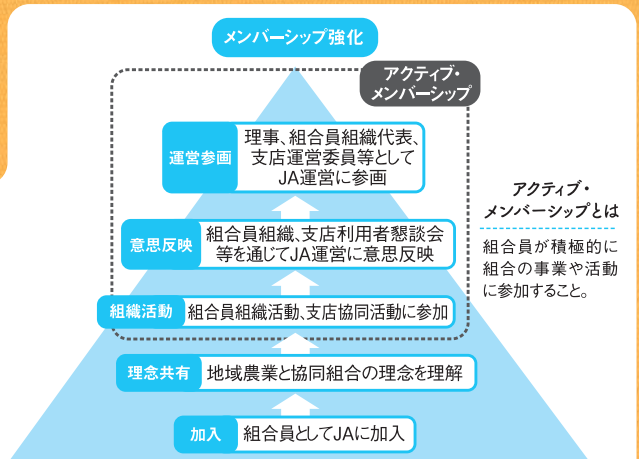 メンバーシップ強化
アクティブ・
メンバーシップ
運営参画
理事、組合員組織代表、
支店運営委員等として
JA運営に参画
意思反映
組合員組織、支店利用者懇談会
等を通じてJA運営に意思反映
組織活動
組合員組織活動、支店協同活動に参加
理念共有
地域農業と協同組合の理念を理解
加入
組合員としてJAに加入
アクティブ・
メンバーシップとは
組合員が積極的に
組合の事業や活動
に参加すること。